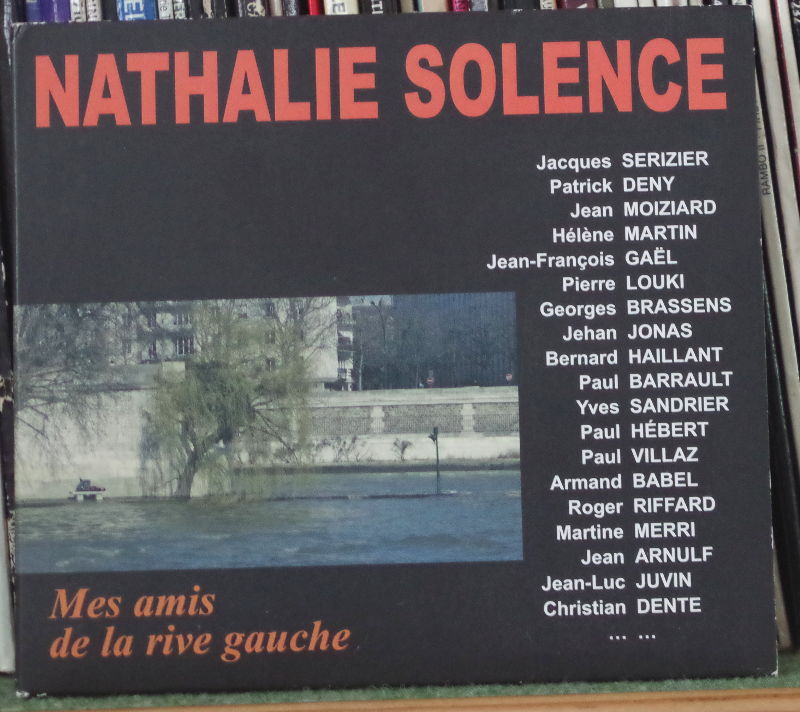 NATHALIE SOLENCE
Jacques SERIZIER
Patrick DENY
Jean MOIZIARD
Hélène MARTIN
Jean-François GAËL
Pierre LOUKI
Georges BRASSENS
Jehan JONAS
Bernard HAILLANT
Paul BARRAULT
Yves SANDRIER
Paul HÉBERT
Paul VILLAZ
Armand BABEL
Roger RIFFARD
Martine MERRI
Jean ARNULF
Jean-Luc JUVIN
Christian DENTE
... ...
Mes amis
de la rive gauche
RAMBO II